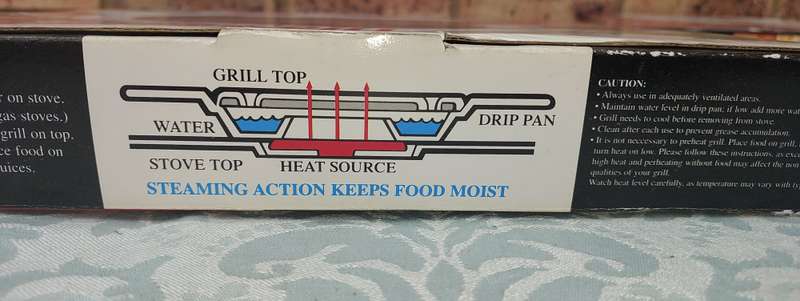 r on stove.
gas stoves.)
grill on top.
ce food on
uices.
GRILL TOP
WATER
DRIP PAN
STOVE TOP
HEAT SOURCE
STEAMING ACTION KEEPS FOOD MOIST
CAUTION:
• Always use in adequately ventilated areas.
• Maintain water level in drip pan; if low add more wat
• Grill needs to cool before removing from stove.
• Clean after each use to prevent grease accumulation.
• It is not neccessary to preheat grill. Place food on grill,
turn heat on low. Please follow these instructions, as exce
high heat and perheating without food may affect the non
qualities of your grill.
Watch heat level carefully, as temperature may vary with ty